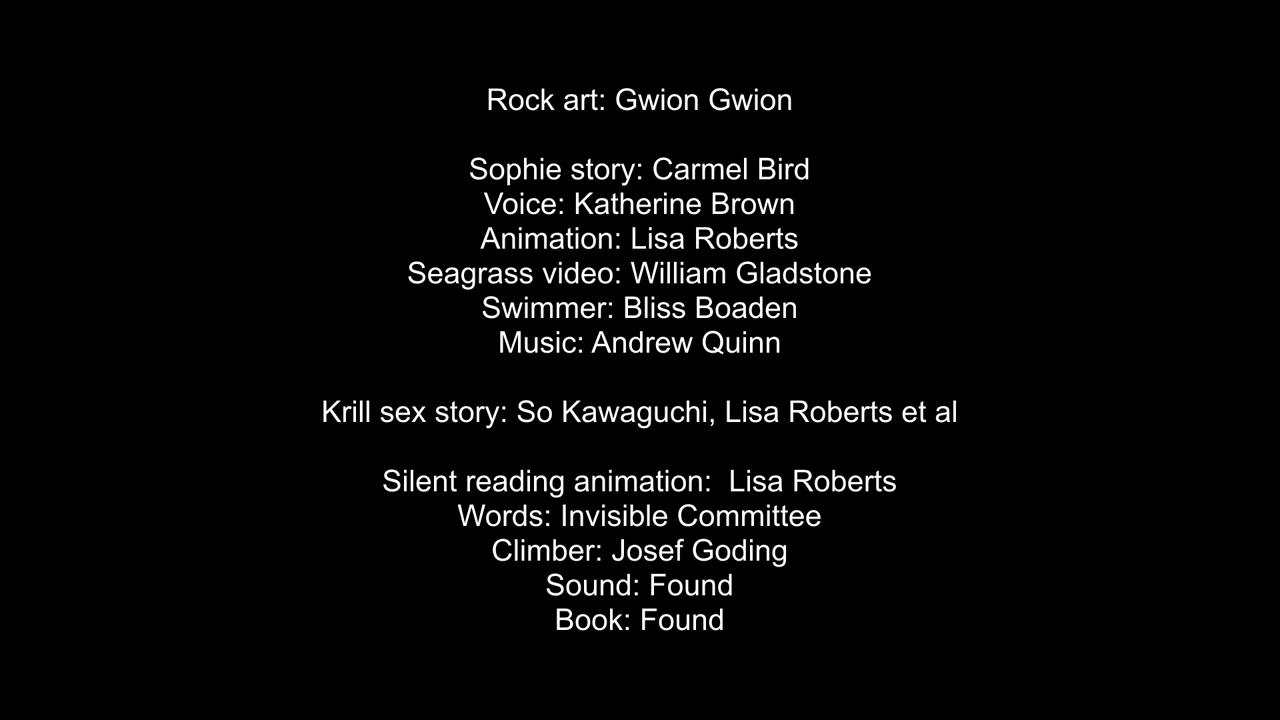 Rock art: Gwion Gwion
Sophie story: Carmel Bird
Voice: Katherine Brown
Animation: Lisa Roberts
Seagrass video: William Gladstone
Swimmer: Bliss Boaden
Music: Andrew Quinn
Krill sex story: So Kawaguchi, Lisa Roberts et al
Silent reading animation:  Lisa Roberts
Words: Invisible Committee
Climber: Josef Goding
Sound: Found
Book: Found